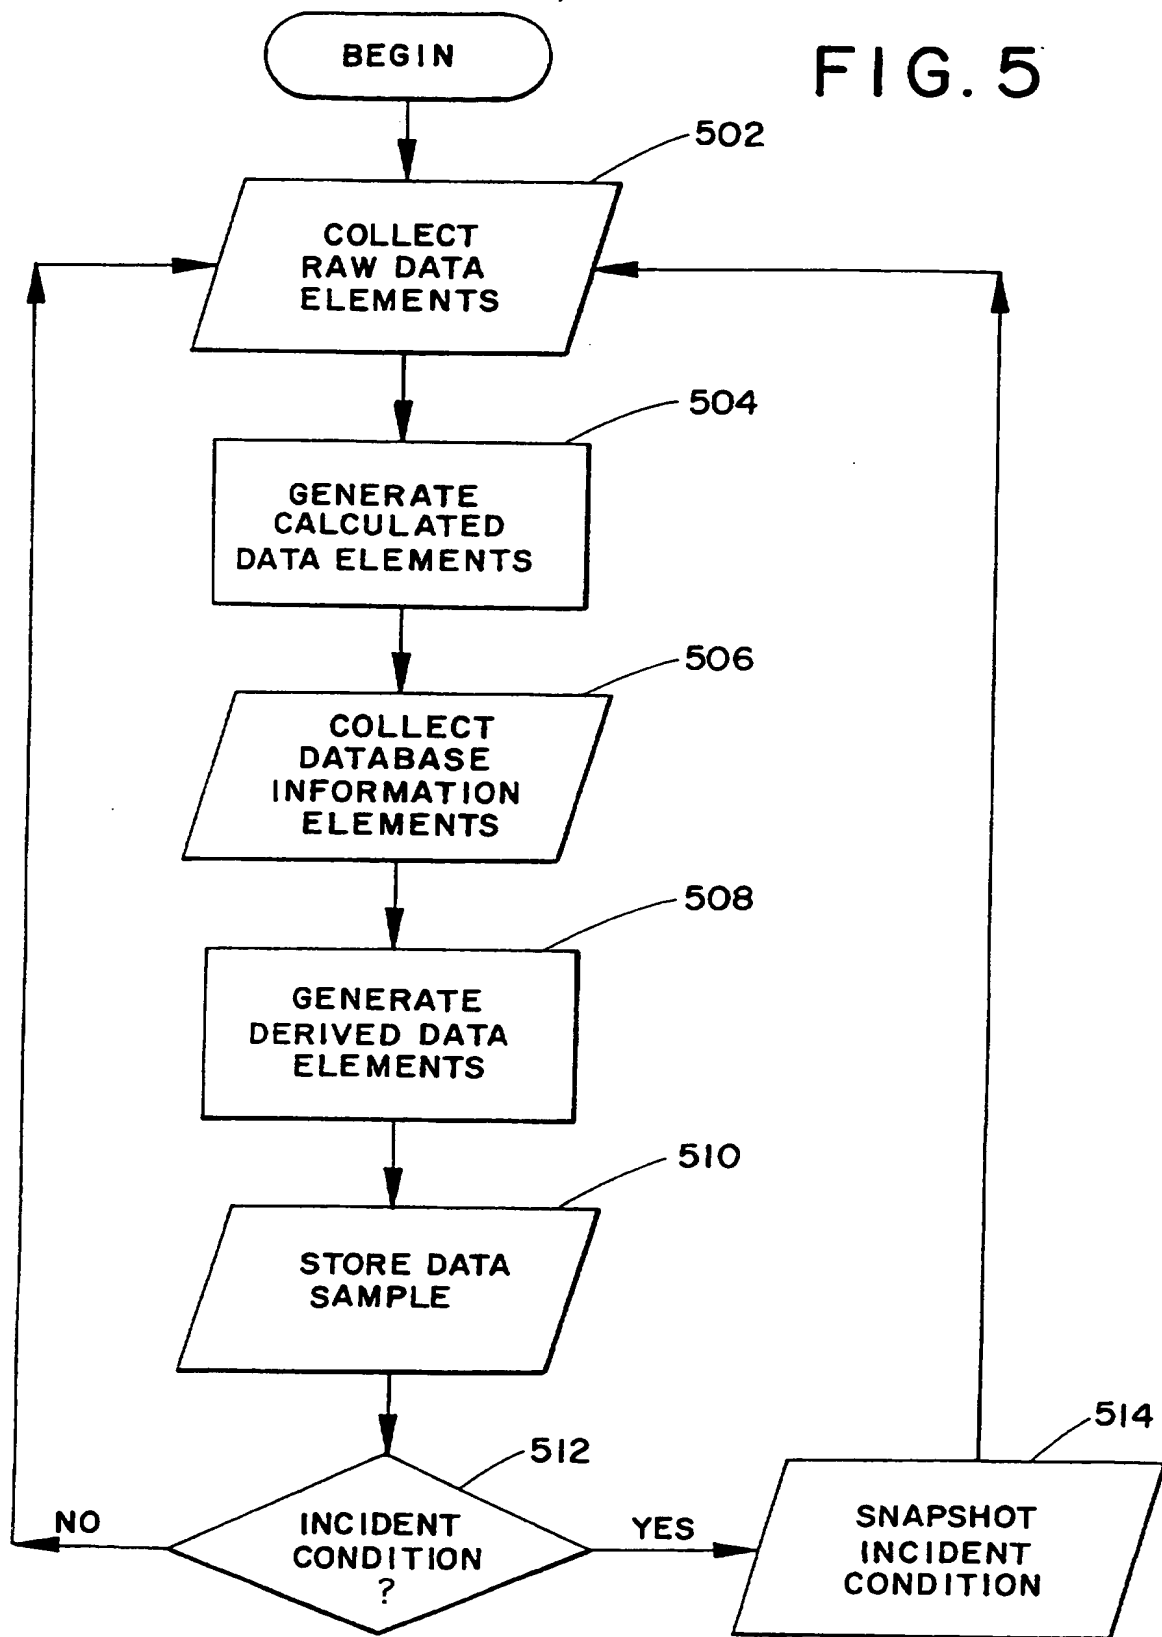 BEGIN
FIG. 5
502
COLLECT
RAW DATA
ELEMENTS
504
GENERATE
CALCULATED
DATA ELEMENTS
506
COLLECT
DATABASE
INFORMATION
ELEMENTS
508
GENERATE
DERIVED DATA
ELEMENTS
510
STORE DATA
SAMPLE
512
INCIDENT
CONDITION
?
NO
YES
514
SNAPSHOT
INCIDENT
CONDITION